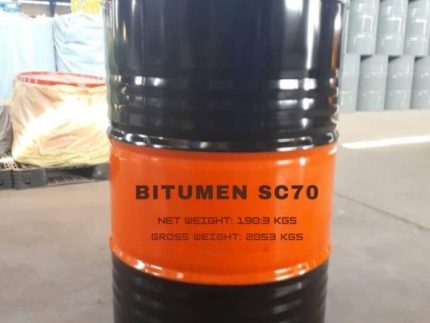 BITUMEN SC70
NET WEIGHT: 190:3 KGS
GROSS WEIGHT: 2053 KGS